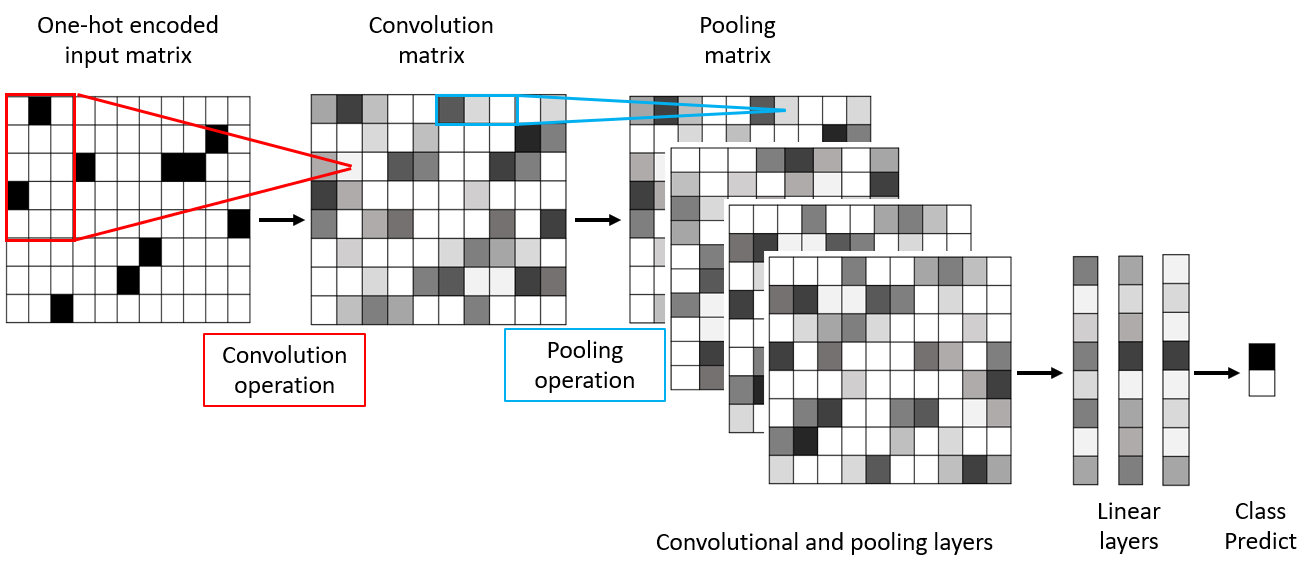 One-hot encoded
input matrix
Convolution
matrix
Pooling
matrix
Convolution
operation
Pooling
operation
Convolutional and pooling layers
Linear
layers
Class
Predict